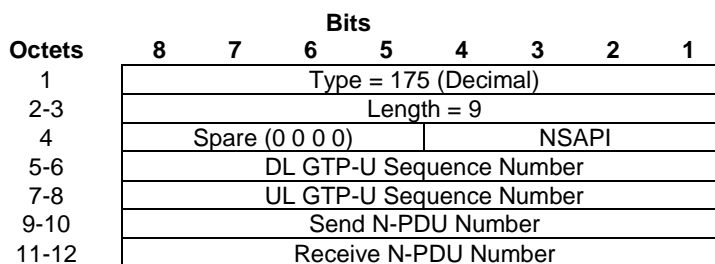 Bits
Octets 8 7 6 5 4 3 2 1
1 Type = 175 (Decimal)
2-3 Length = 9
4 Spare (0 0 0 0) NSAPI
5-6 DL GTP-U Sequence Number
7-8 UL GTP-U Sequence Number
9-10 Send N-PDU Number
11-12 Receive N-PDU Number